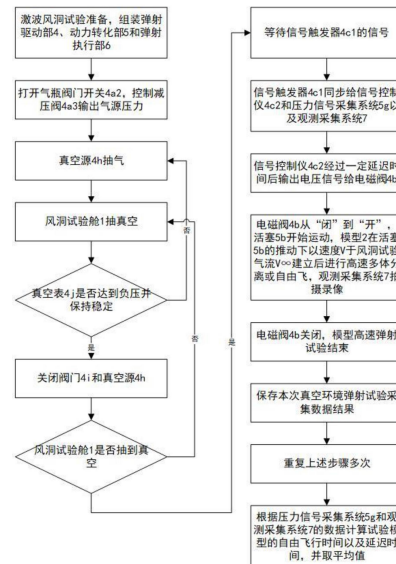 激波风洞试验准备，组装弹射
驱动部4、动力转化部5和弹射
执行部6
打开气瓶阀门开关4a2，控制减
压阀4a3输出气源压力
真空源4h抽气
风洞试验舱1抽真空
否
真空表4j是否达到负压并
保持稳定
否
是
关闭阀门4i和真空源4h
风洞试验舱1是否抽到真
空
是
等待信号触发器4c1的信号
信号触发器4c1同步给信号控制
仪4c2和压力信号采集系统5g以
及观测采集系统7
信号控制仪4c2经过一定延迟时
间后输出电压信号给电磁阀4b
电磁阀4b从“闭”到“开”，
活塞5b开始运动，模型2在活塞
5b的推动下以速度V于风洞试验
气流V∞建立后进行高速多体分
离或自由飞，观测采集系统7拍
摄录像
电磁阀4b关闭，模型高速弹射
试验结束
保存本次真空环境弹射试验采
集数据结果
重复上述步骤多次
根据压力信号采集系统5g和观
测采集系统7的数据计算试验模
型的自由飞行时间以及延迟时
间，并取平均值